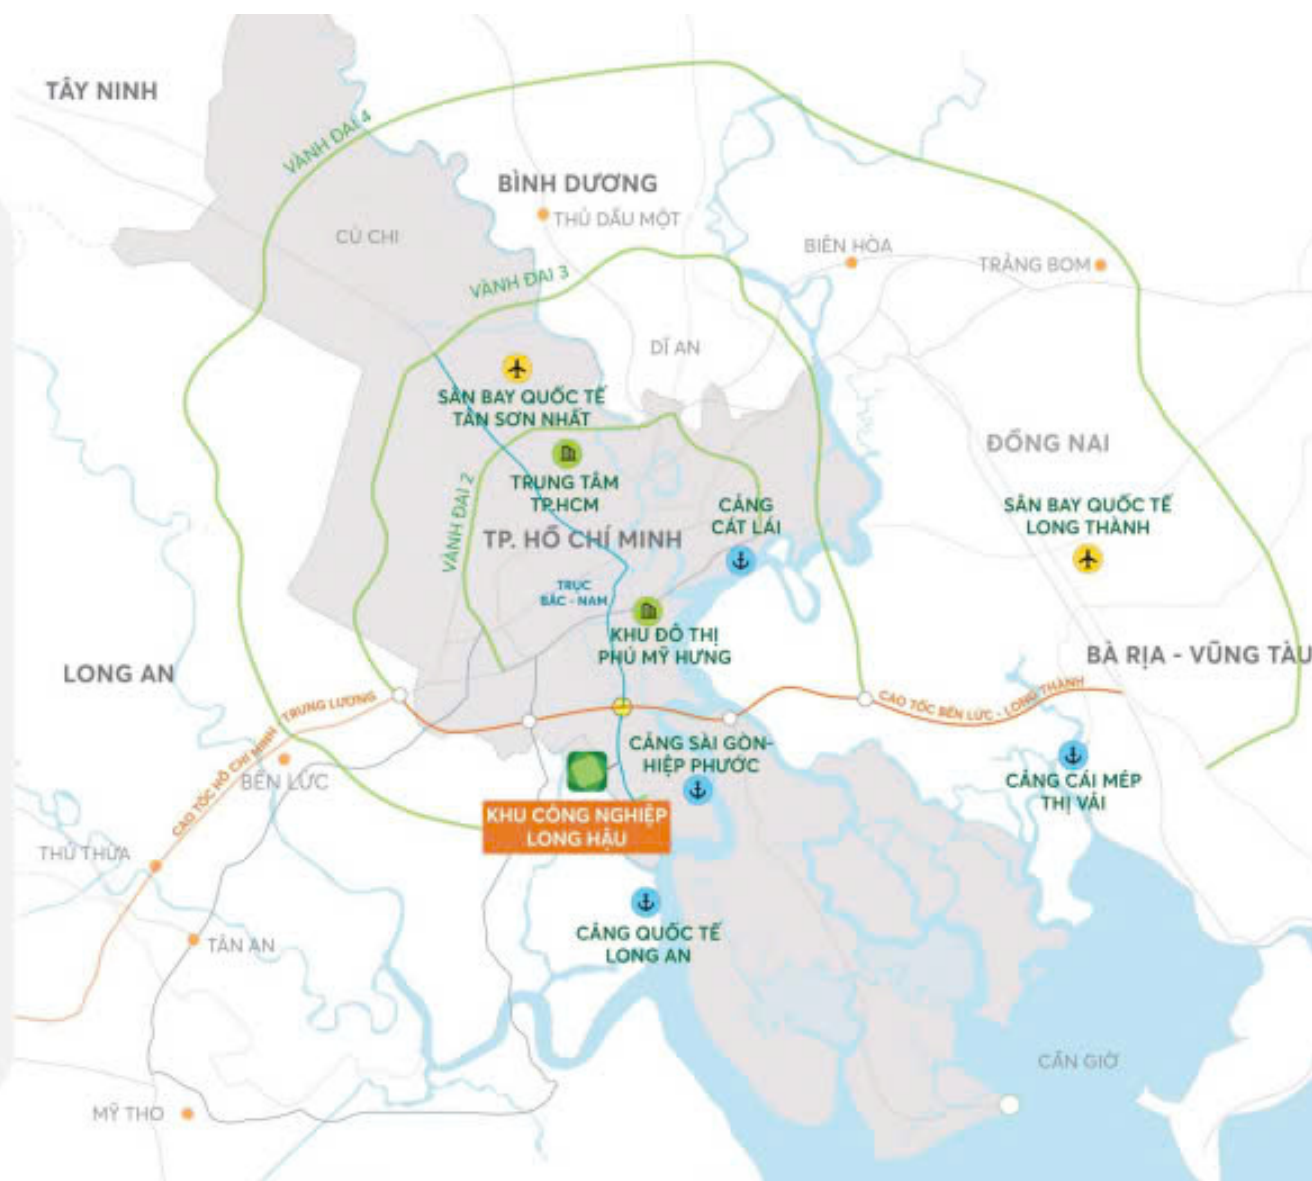 TÂY NINH
VÀNH ĐAI 4
BÌNH DƯƠNG
THỦ DẦU MỘT
CỦ CHI
BIÊN HÒA
TRẢNG BOM
VÀNH ĐAI 3
DĨ AN
SÂN BAY QUỐC TẾ
TÂN SƠN NHẤT
ĐỒNG NAI
TRUNG TÂM
TP.HCM
VÀNH ĐAI 2
CẢNG
CÁT LÁI
SÂN BAY QUỐC TẾ
LONG THÀNH
TP. HỒ CHÍ MINH
TRỤC
BẮC - NAM
KHU ĐÔ THỊ
PHÚ MỸ HƯNG
BÀ RỊA - VŨNG TÀU
LONG AN
CAO TỐC HỒ CHÍ MINH - TRUNG LƯƠNG
CAO TỐC BẾN LỨC - LONG THÀNH
CẢNG SÀI GÒN-
HIỆP PHƯỚC
BẾN LỨC
CẢNG CÁI MÉP
THỊ VẢI
KHU CÔNG NGHIỆP
LONG HẬU
THỦ THỪA
TÂN AN
CẢNG QUỐC TẾ
LONG AN
CẦN GIỜ
MỸ THO